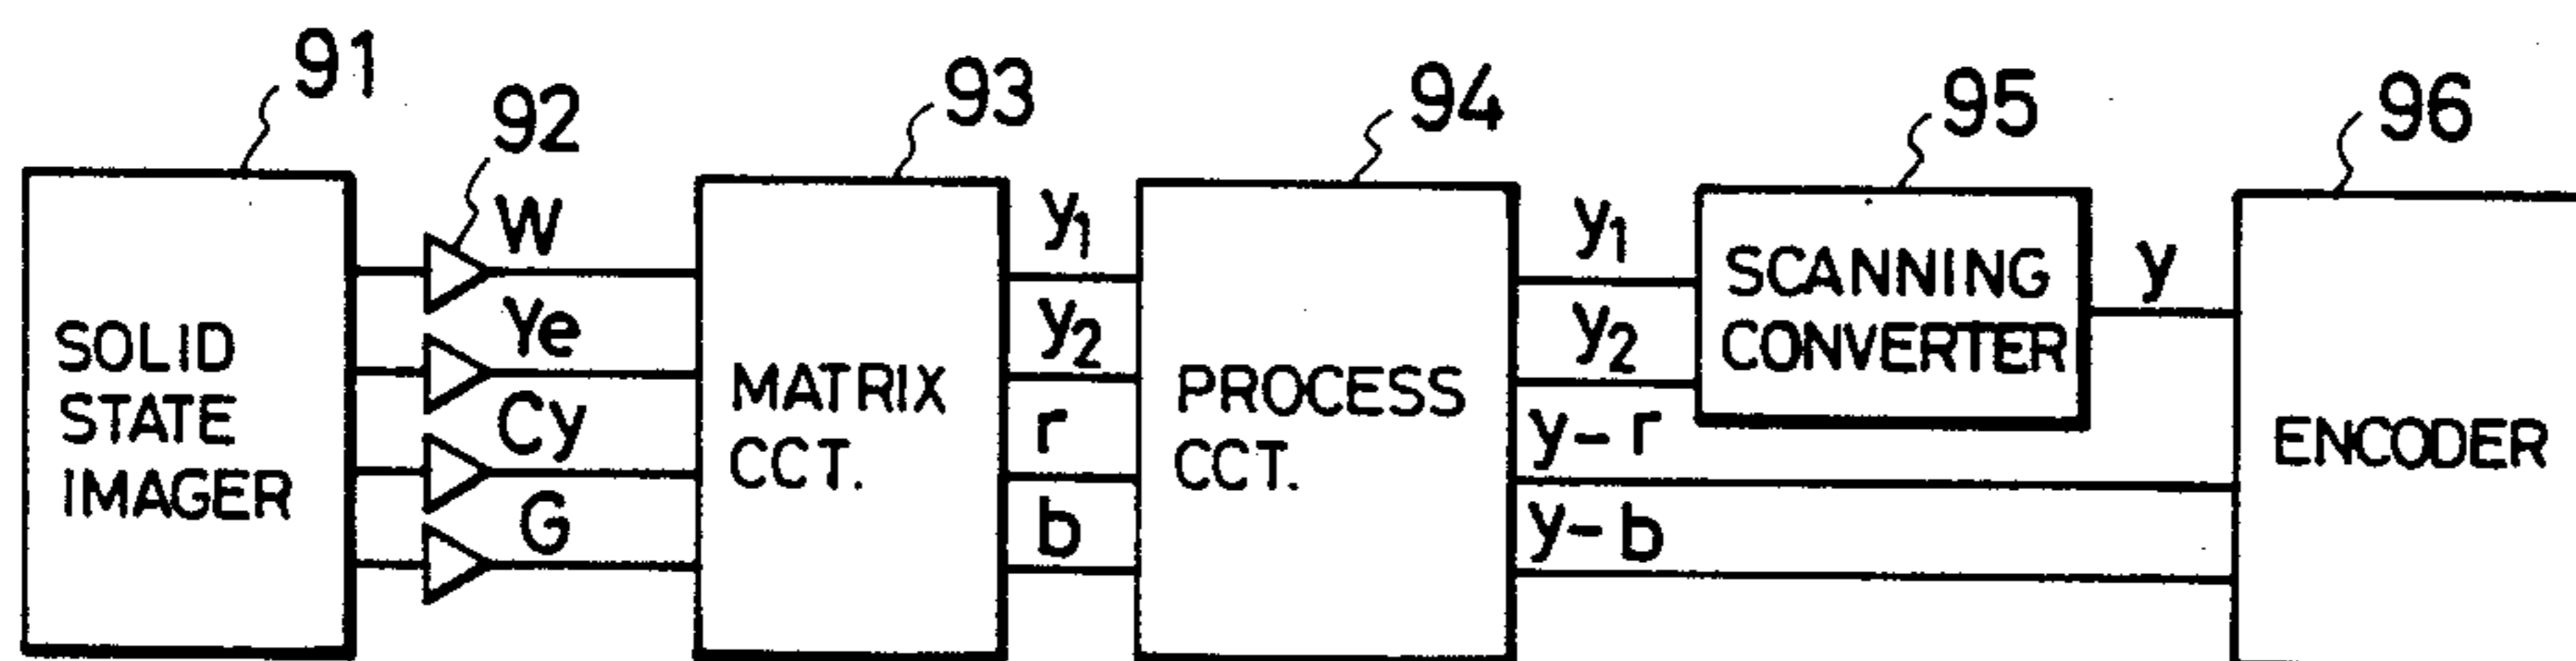 91
92
93
94
95
96
SOLID
STATE
IMAGER
W
Ye
Cy
G
MATRIX
CCT.
y1
y2
r
b
PROCESS
CCT.
y1
y2
y-r
y-b
SCANNING
CONVERTER
y
ENCODER